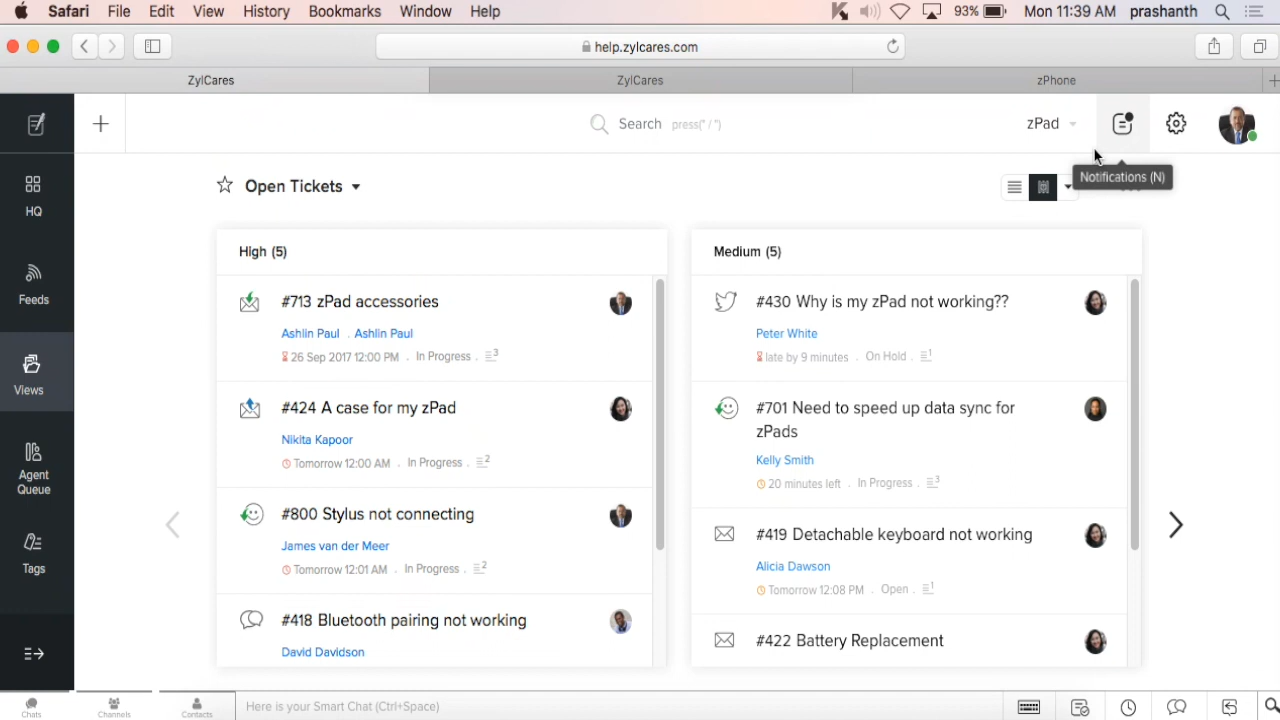 Safari File Edit View History Bookmarks Window Help 93% Mon 11:39 AM prashanth
help.zylcares.com
ZylCares ZylCares zPhone
Search press("/") zPad
Notifications (N)
HQ
Feeds
Views
Agent
Queue
Tags
Open Tickets
High (5)
#713 zPad accessories
Ashlin Paul . Ashlin Paul
26 Sep 2017 12:00 PM . In Progress . 3
#424 A case for my zPad
Nikita Kapoor
Tomorrow 12:00 AM . In Progress . 2
#800 Stylus not connecting
James van der Meer
Tomorrow 12:01 AM . In Progress . 2
#418 Bluetooth pairing not working
David Davidson
Medium (5)
#430 Why is my zPad not working??
Peter White
late by 9 minutes . On Hold . 1
#701 Need to speed up data sync for
zPads
Kelly Smith
20 minutes left . In Progress . 3
#419 Detachable keyboard not working
Alicia Dawson
Tomorrow 12:08 PM . Open . 1
#422 Battery Replacement
Chats Channels Contacts Here is your Smart Chat (Ctrl+Space)